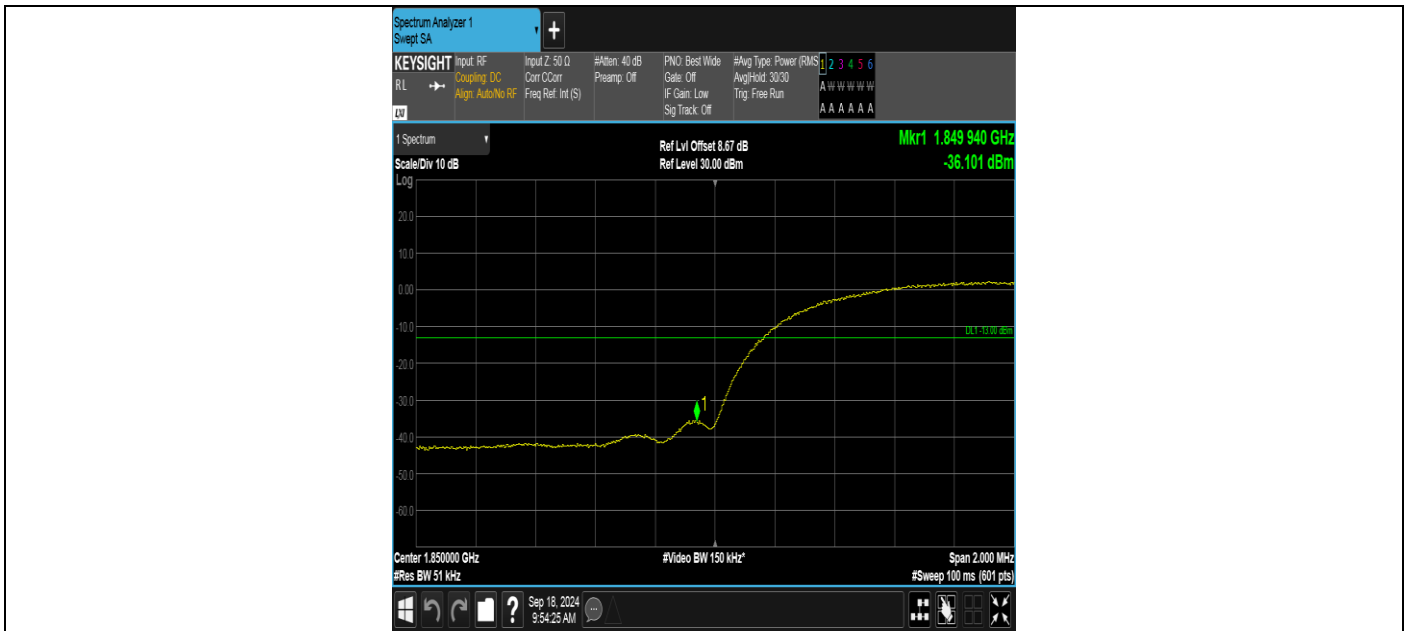 Spectrum Analyzer 1
Swept SA
KEYSIGHT
RL
LXI
Input: RF
Coupling: DC
Align: Auto/No RF
Input Z: 50 Ω
Corr CCorr
Freq Ref: Int (S)
#Atten: 40 dB
Preamp: Off
PNO: Best Wide
Gate: Off
IF Gain: Low
Sig Track: Off
#Avg Type: Power (RMS
Avg|Hold: 30/30
Trig: Free Run
1 2 3 4 5 6
A W W W W W
A A A A A A
1 Spectrum
Scale/Div 10 dB
Log
Ref Lvl Offset 8.67 dB
Ref Level 30.00 dBm
Mkr1 1.849 940 GHz
-36.101 dBm
20.0
10.0
0.00
-10.0
DL1 -13.00 dBm
-20.0
-30.0
1
-40.0
-50.0
-60.0
Center 1.850000 GHz
#Video BW 150 kHz*
Span 2.000 MHz
#Res BW 51 kHz
#Sweep 100 ms (601 pts)
?
Sep 18, 2024
9:54:25 AM